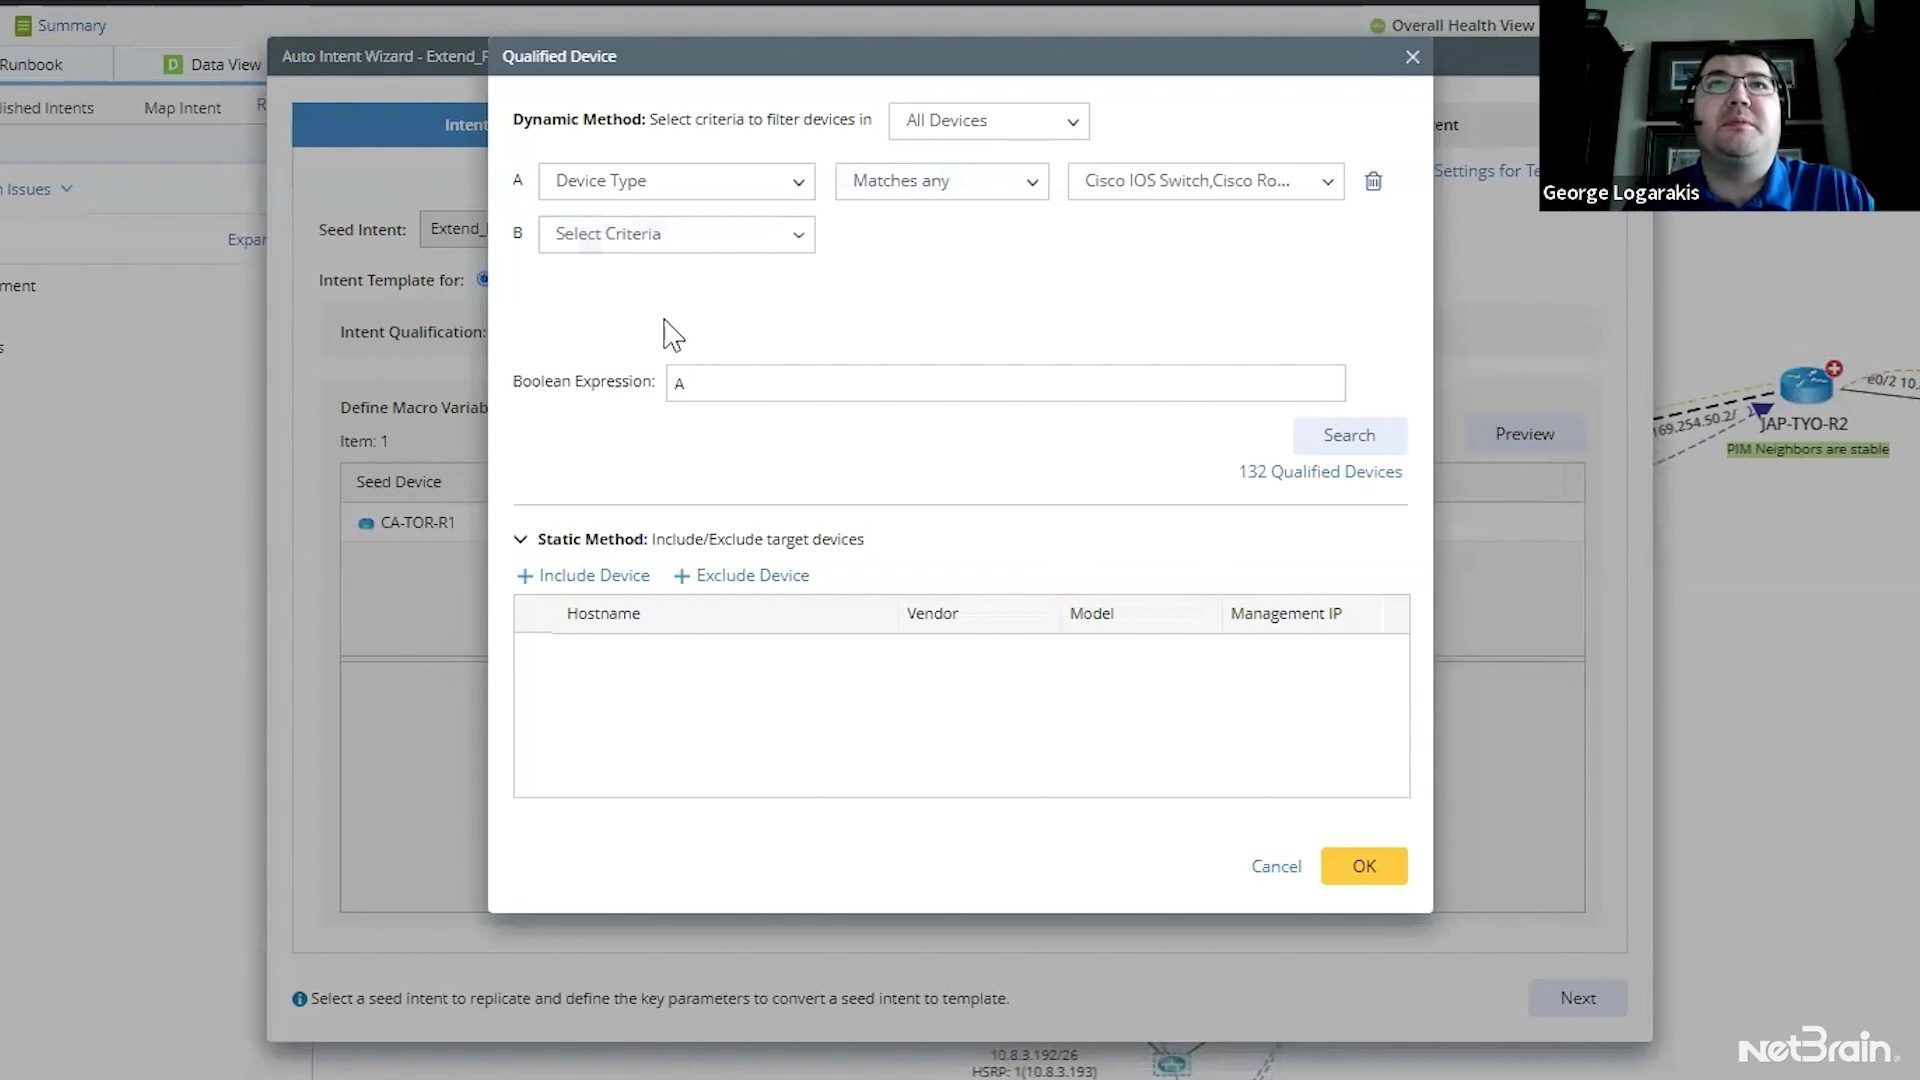 Summary
Overall Health View
Runbook
Data View
lished Intents
Map Intent
Issues
Expan
ment
Auto Intent Wizard - Extend_P
Intent
Seed Intent:
Extend_
Intent Template for:
Intent Qualification:
Define Macro Variab
Item: 1
Seed Device
CA-TOR-R1
Settings for Te
Preview
Select a seed intent to replicate and define the key parameters to convert a seed intent to template.
Next
Qualified Device
Dynamic Method: Select criteria to filter devices in
All Devices
A
Device Type
Matches any
Cisco IOS Switch,Cisco Ro...
B
Select Criteria
Boolean Expression:
A
Search
132 Qualified Devices
Static Method: Include/Exclude target devices
+ Include Device
+ Exclude Device
Hostname
Vendor
Model
Management IP
Cancel
OK
George Logarakis
e0/2 10.
169.254.50.2/
JAP-TYO-R2
PIM Neighbors are stable
10.8.3.192/26
HSRP: 1(10.8.3.193)
NetBrain